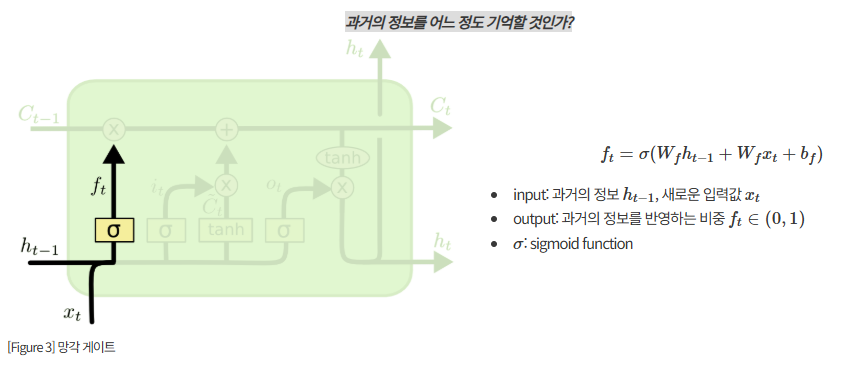 과거의 정보를 어느 정도 기억할 것인가?
h_t
C_{t-1}
C_t
x
+
tanh
f_t
i_t
o_t
x
x
C̃_t
σ
σ
tanh
σ
h_{t-1}
h_t
x_t
[Figure 3] 망각 게이트
f_t = σ(W_f h_{t-1} + W_f x_t + b_f)
• input: 과거의 정보 h_{t-1}, 새로운 입력값 x_t
• output: 과거의 정보를 반영하는 비중 f_t ∈ (0, 1)
• σ: sigmoid function